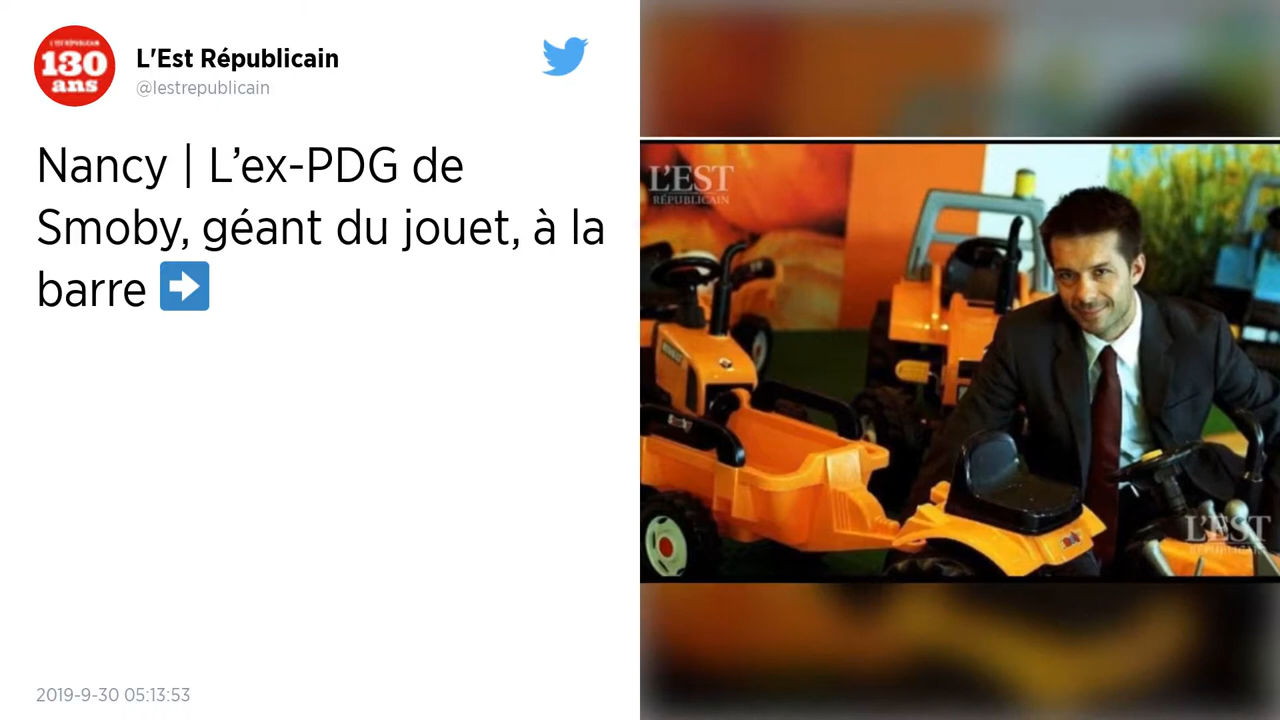 L'EST RÉPUBLICAIN
130
ans
L'Est Républicain
@lestrepublicain
Nancy | L’ex-PDG de
Smoby, géant du jouet, à la
barre ➡
2019-9-30 05:13:53
L'EST
RÉPUBLICAIN
L'EST
RÉPUBLICAIN